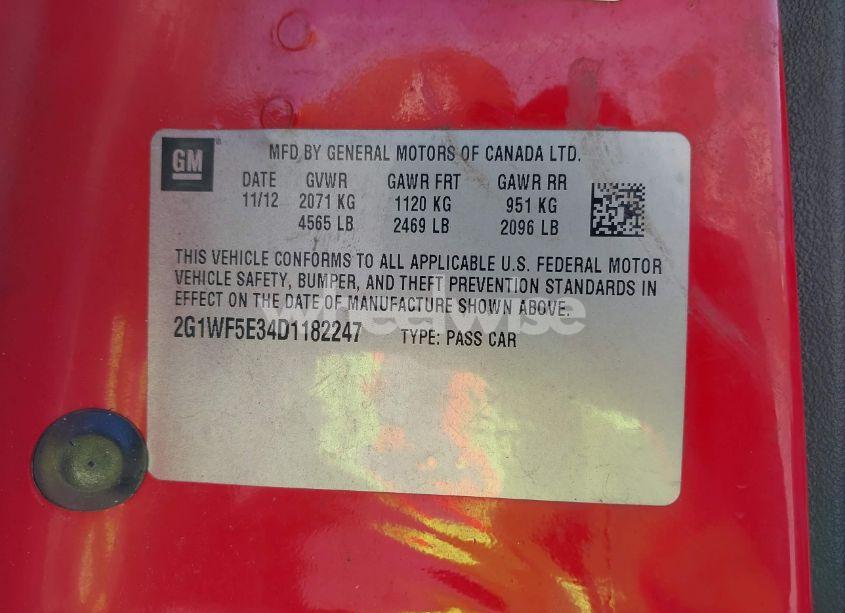 GM
MFD BY GENERAL MOTORS OF CANADA LTD.
DATE GVWR GAWR FRT GAWR RR
11/12 2071 KG 1120 KG 951 KG
4565 LB 2469 LB 2096 LB
THIS VEHICLE CONFORMS TO ALL APPLICABLE U.S. FEDERAL MOTOR
VEHICLE SAFETY, BUMPER, AND THEFT PREVENTION STANDARDS IN
EFFECT ON THE DATE OF MANUFACTURE SHOWN ABOVE.
wheelwise
2G1WF5E34D1182247 TYPE: PASS CAR